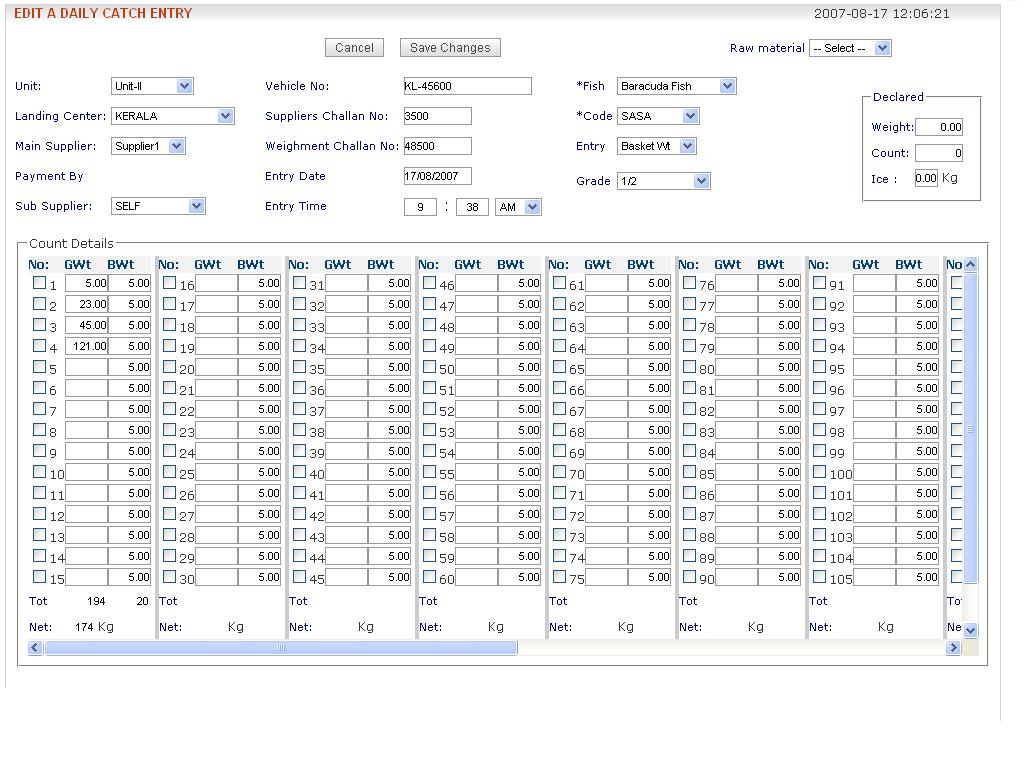 EDIT A DAILY CATCH ENTRY 2007-08-17 12:06:21
Cancel Save Changes Raw material -- Select --
Unit: Unit-II Vehicle No: KL-45600 *Fish Baracuda Fish
Declared
Landing Center: KERALA Suppliers Challan No: 3500 *Code SASA
Weight: 0.00
Main Supplier: Supplier1 Weighment Challan No: 48500 Entry Basket Wt
Count: 0
Payment By Entry Date 17/08/2007 Grade 1/2
Ice : 0.00 Kg
Sub Supplier: SELF Entry Time 9 : 38 AM
Count Details
No: GWt BWt No: GWt BWt No: GWt BWt No: GWt BWt No: GWt BWt No: GWt BWt No: GWt BWt No
1 5.00 5.00 16 5.00 31 5.00 46 5.00 61 5.00 76 5.00 91 5.00
2 23.00 5.00 17 5.00 32 5.00 47 5.00 62 5.00 77 5.00 92 5.00
3 45.00 5.00 18 5.00 33 5.00 48 5.00 63 5.00 78 5.00 93 5.00
4 121.00 5.00 19 5.00 34 5.00 49 5.00 64 5.00 79 5.00 94 5.00
5 5.00 20 5.00 35 5.00 50 5.00 65 5.00 80 5.00 95 5.00
6 5.00 21 5.00 36 5.00 51 5.00 66 5.00 81 5.00 96 5.00
7 5.00 22 5.00 37 5.00 52 5.00 67 5.00 82 5.00 97 5.00
8 5.00 23 5.00 38 5.00 53 5.00 68 5.00 83 5.00 98 5.00
9 5.00 24 5.00 39 5.00 54 5.00 69 5.00 84 5.00 99 5.00
10 5.00 25 5.00 40 5.00 55 5.00 70 5.00 85 5.00 100 5.00
11 5.00 26 5.00 41 5.00 56 5.00 71 5.00 86 5.00 101 5.00
12 5.00 27 5.00 42 5.00 57 5.00 72 5.00 87 5.00 102 5.00
13 5.00 28 5.00 43 5.00 58 5.00 73 5.00 88 5.00 103 5.00
14 5.00 29 5.00 44 5.00 59 5.00 74 5.00 89 5.00 104 5.00
15 5.00 30 5.00 45 5.00 60 5.00 75 5.00 90 5.00 105 5.00
Tot 194 20 Tot Tot Tot Tot Tot Tot To
Net: 174 Kg Net: Kg Net: Kg Net: Kg Net: Kg Net: Kg Net: Kg Ne